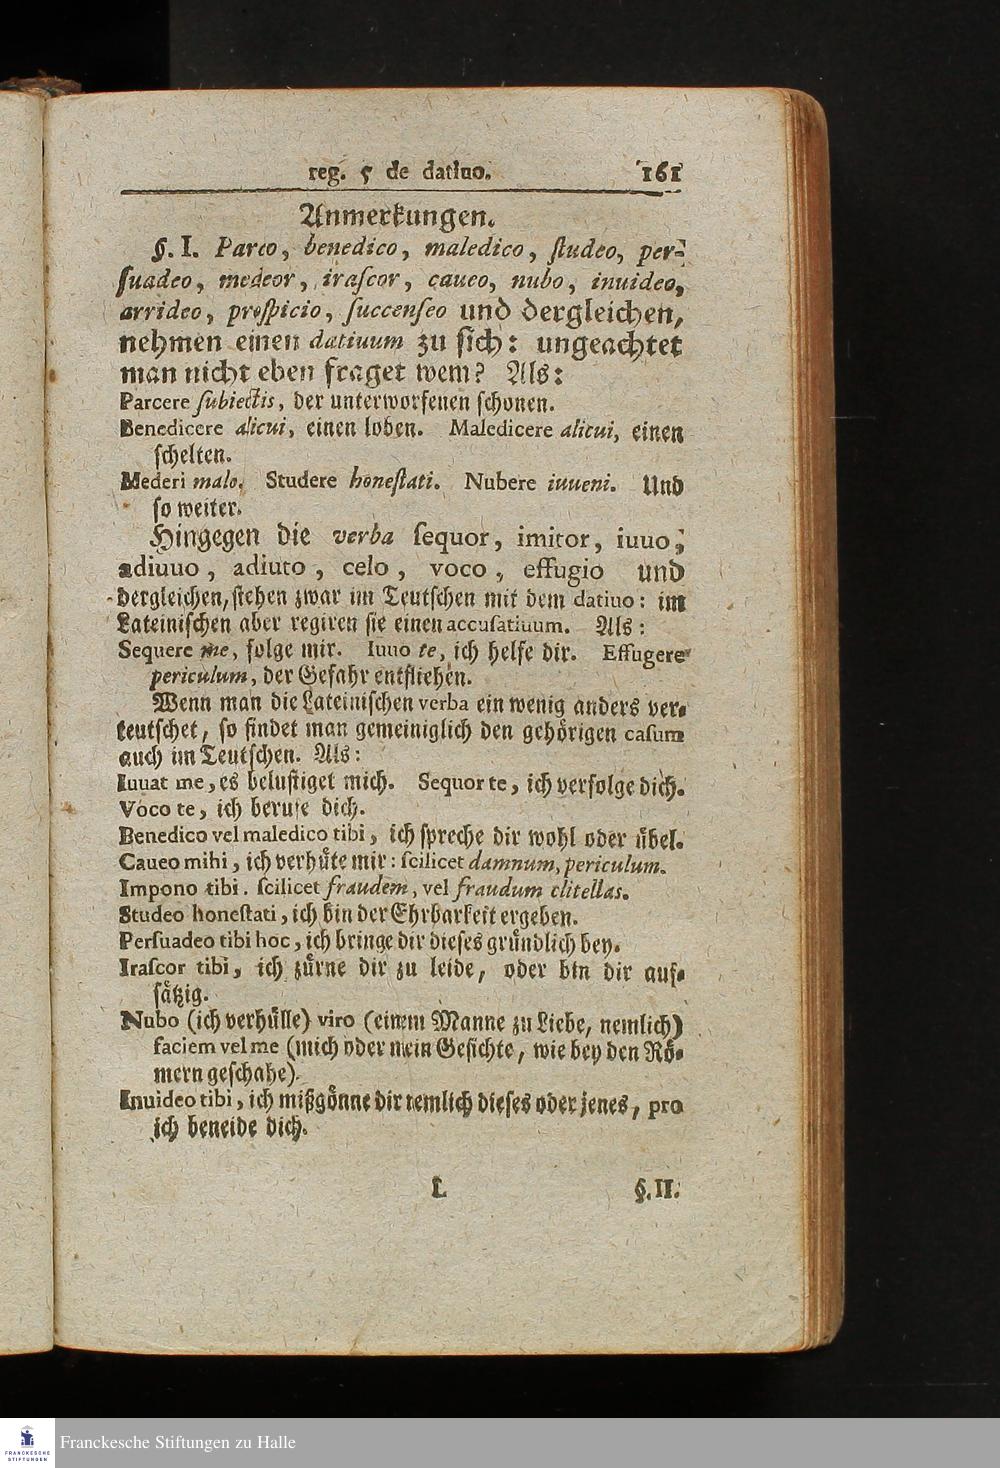 reg. 5 de datiuo. 161
Anmerkungen.
§. I. Parco, benedico, maledico, ſtudeo, per-
ſuadeo, medeor, iraſcor, caueo, nubo, inuideo,
arrideo, proſpicio, ſuccenſeo und dergleichen,
nehmen einen datiuum zu ſich: ungeachtet
man nicht eben fraget wem? Als:
Parcere ſubiectis, der unterworfenen ſchonen.
Benedicere alicui, einen loben. Maledicere alicui, einen
ſchelten.
Mederi malo. Studere honeſtati. Nubere iuueni. Und
ſo weiter.
Hingegen die verba ſequor, imitor, iuuo,
adiuuo, adiuto, celo, voco, effugio und
dergleichen, ſtehen zwar im Teutſchen mit dem datiuo: im
Lateiniſchen aber regiren ſie einen accuſatiuum. Als:
Sequere me, folge mir. Iuuo te, ich helfe dir. Effugere
periculum, der Gefahr entfliehen.
Wenn man die Lateiniſchen verba ein wenig anders ver-
teutſchet, ſo findet man gemeiniglich den gehörigen caſum
auch im Teutſchen. Als:
Iuuat me, es beluſtiget mich. Sequor te, ich verfolge dich.
Voco te, ich berufe dich.
Benedico vel maledico tibi, ich ſpreche dir wohl oder übel.
Caueo mihi, ich verhüte mir: ſcilicet damnum, periculum.
Impono tibi. ſcilicet fraudem, vel fraudum clitellas.
Studeo honeſtati, ich bin der Ehrbarkeit ergeben.
Perſuadeo tibi hoc, ich bringe dir dieſes gründlich bey.
Iraſcor tibi, ich zürne dir zu leide, oder bin dir auf-
ſätzig.
Nubo (ich verhülle) viro (einem Manne zu Liebe, nemlich)
faciem vel me (mich oder mein Geſichte, wie bey den Rö-
mern geſchahe).
Inuideo tibi, ich mißgönne dir nemlich dieſes oder jenes, pro
ich beneide dich.
L §. II.
FRANCKESCHE
STIFTUNGEN
Franckesche Stiftungen zu Halle